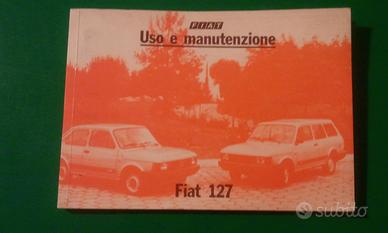 FIAT
Uso e manutenzione
Fiat 127
subito